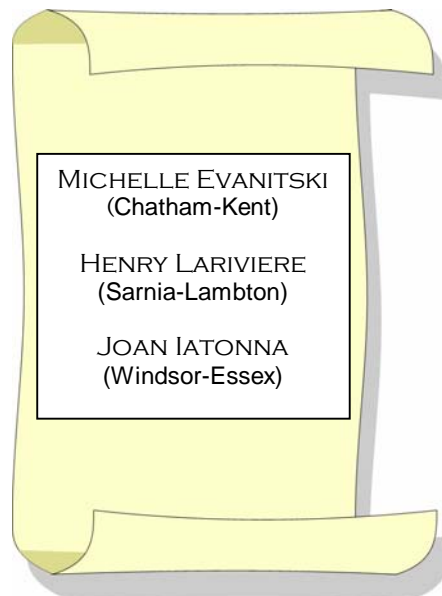 MICHELLE EVANITSKI
(Chatham-Kent)
HENRY LARIVIERE
(Sarnia-Lambton)
JOAN IATONNA
(Windsor-Essex)